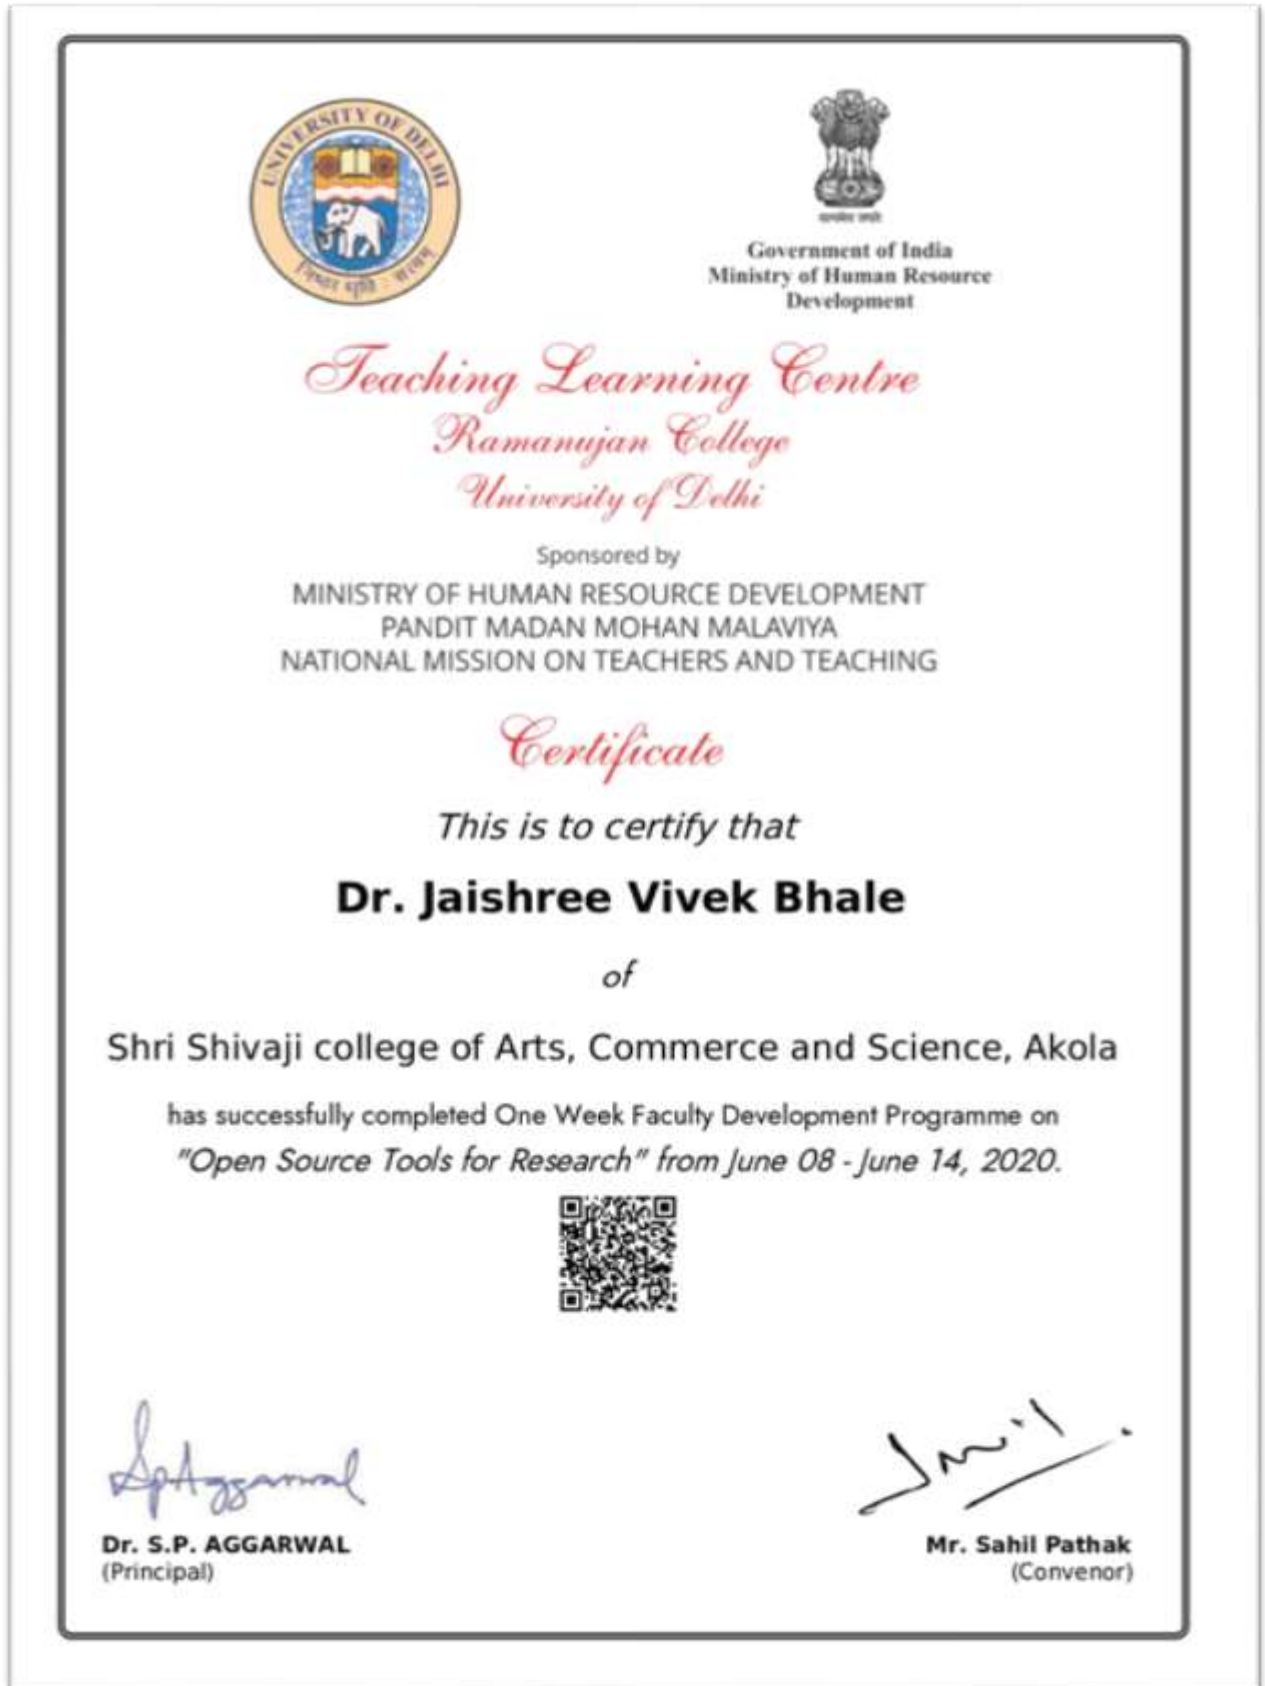 UNIVERSITY OF DELHI
Government of India
Ministry of Human Resource
Development
Teaching Learning Centre
Ramanujan College
University of Delhi
Sponsored by
MINISTRY OF HUMAN RESOURCE DEVELOPMENT
PANDIT MADAN MOHAN MALAVIYA
NATIONAL MISSION ON TEACHERS AND TEACHING
Certificate
This is to certify that
Dr. Jaishree Vivek Bhale
of
Shri Shivaji college of Arts, Commerce and Science, Akola
has successfully completed One Week Faculty Development Programme on
"Open Source Tools for Research" from June 08 - June 14, 2020.
SpAggarwal
Dr. S.P. AGGARWAL
(Principal)
Mr. Sahil Pathak
(Convenor)